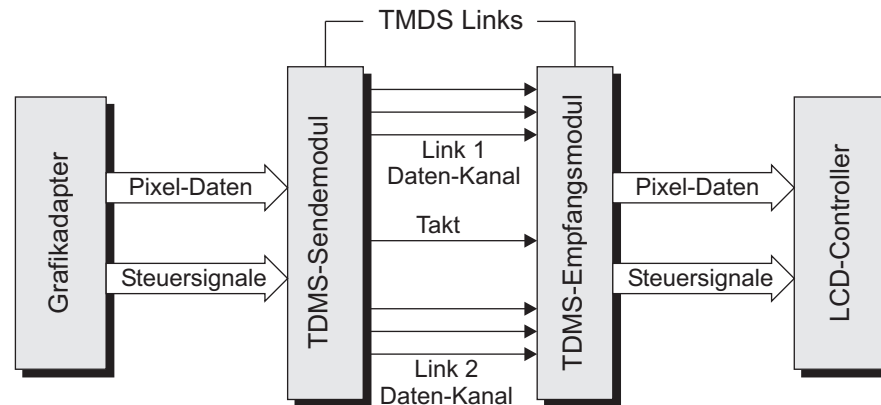 TMDS Links
Grafikadapter
Pixel-Daten
Steuersignale
TDMS-Sendemodul
Link 1
Daten-Kanal
Takt
Link 2
Daten-Kanal
TDMS-Empfangsmodul
Pixel-Daten
Steuersignale
LCD-Controller